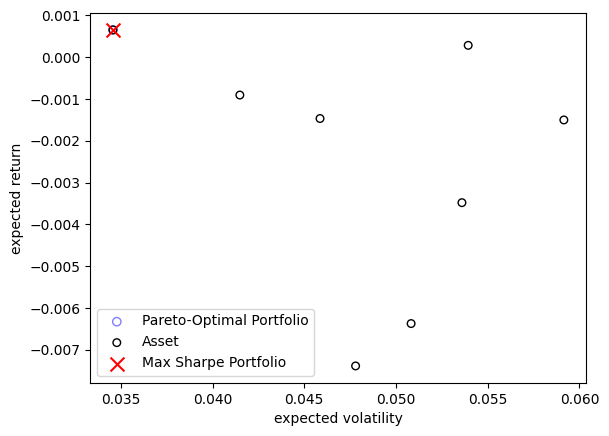 0.001
0.000
−0.001
−0.002
−0.003
−0.004
−0.005
−0.006
−0.007
expected return
Pareto-Optimal Portfolio
Asset
Max Sharpe Portfolio
0.035 0.040 0.045 0.050 0.055 0.060
expected volatility